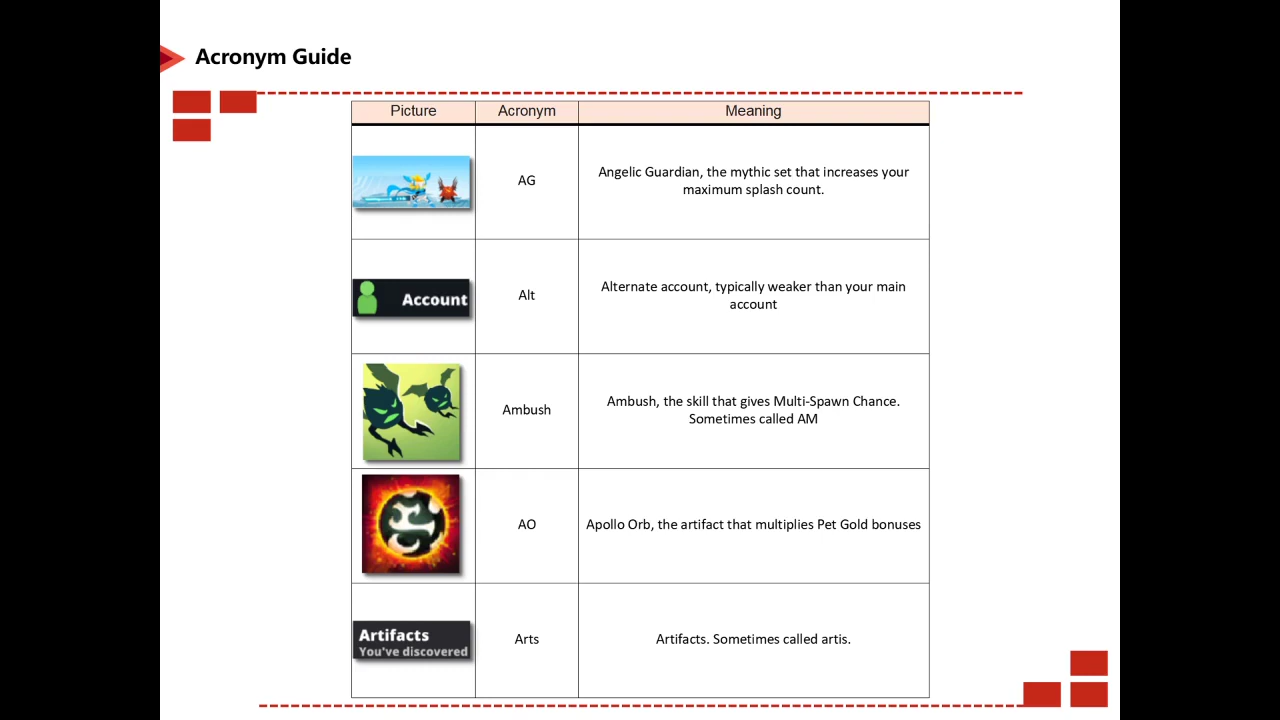 Acronym Guide
Picture Acronym Meaning
AG
Angelic Guardian, the mythic set that increases your
maximum splash count.
Account
Alt
Alternate account, typically weaker than your main
account
Ambush
Ambush, the skill that gives Multi-Spawn Chance.
Sometimes called AM
AO
Apollo Orb, the artifact that multiplies Pet Gold bonuses
Artifacts
You've discovered
Arts
Artifacts. Sometimes called artis.